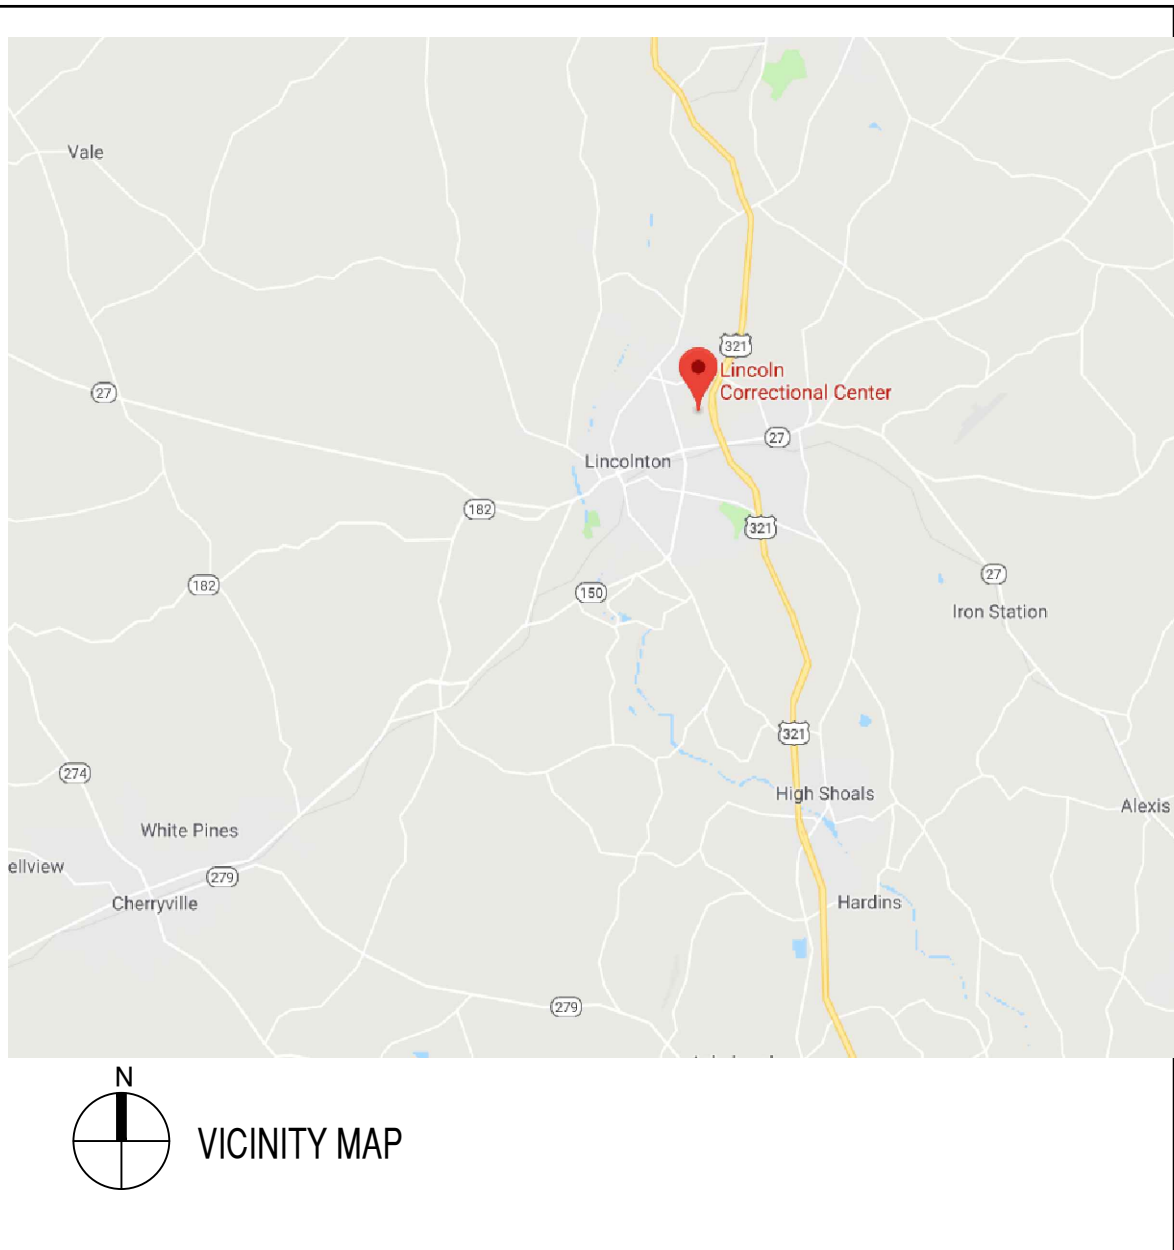 Vale
321
Lincoln
Correctional Center
27
27
Lincolnton
182
321
27
182
150
Iron Station
321
274
High Shoals
Alexis
White Pines
ellview
279
Cherryville
Hardins
279
N
VICINITY MAP